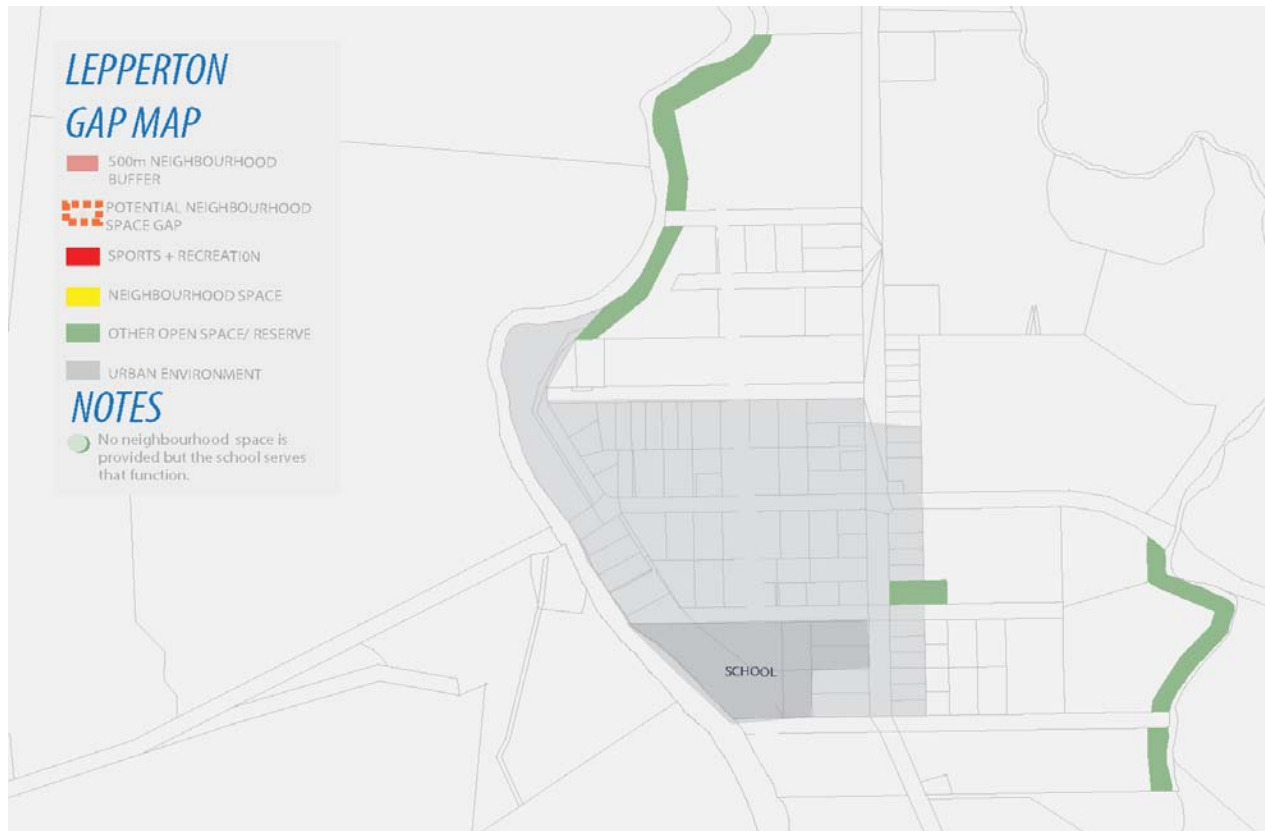 LEPPERTON
GAP MAP
500m NEIGHBOURHOOD
BUFFER
POTENTIAL NEIGHBOURHOOD
SPACE GAP
SPORTS + RECREATION
NEIGHBOURHOOD SPACE
OTHER OPEN SPACE/ RESERVE
URBAN ENVIRONMENT
NOTES
No neighbourhood space is
provided but the school serves
that function.
SCHOOL